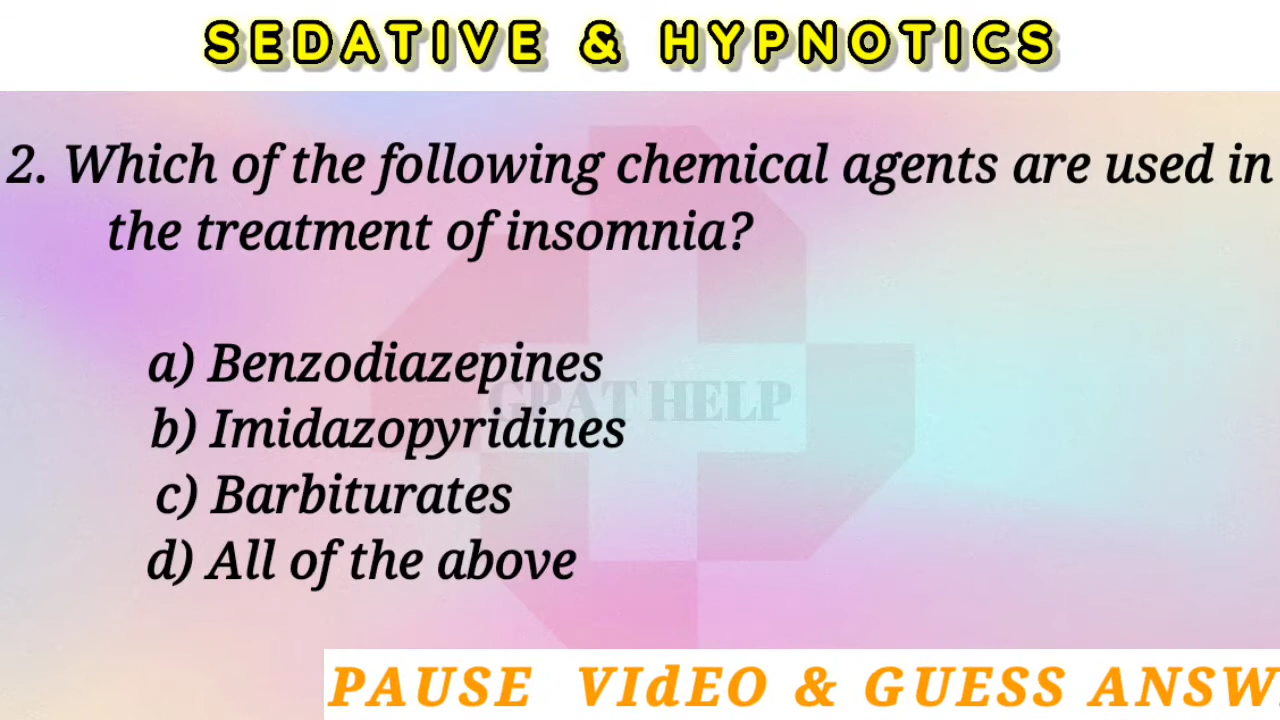 SEDATIVE & HYPNOTICS
2. Which of the following chemical agents are used in
the treatment of insomnia?
a) Benzodiazepines
GPAT HELP
b) Imidazopyridines
c) Barbiturates
d) All of the above
PAUSE VIdEO & GUESS ANSW